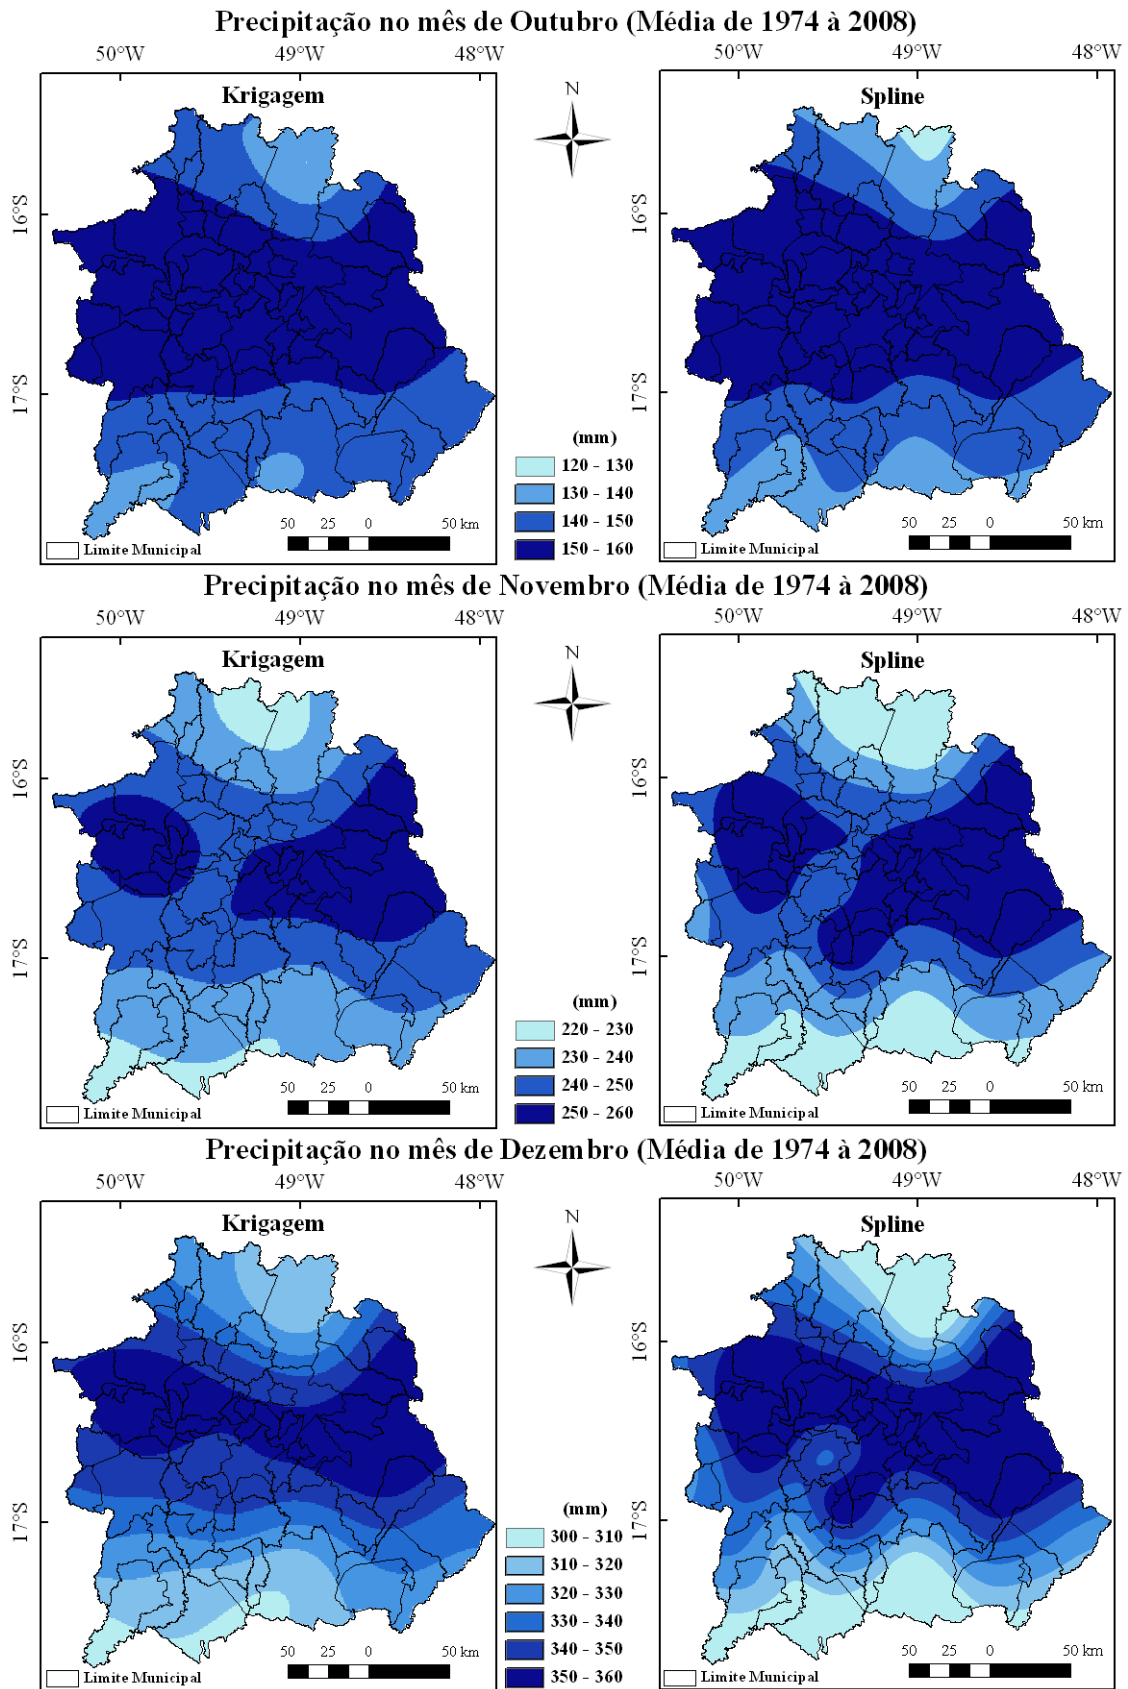 Precipitação no mês de Outubro (Média de 1974 à 2008)
50°W 49°W 48°W 50°W 49°W 48°W
Krigagem
N
Spline
16°S
16°S
17°S
17°S
(mm)
120 - 130
130 - 140
140 - 150
150 - 160
50 25 0 50 km
Limite Municipal
50 25 0 50 km
Limite Municipal
Precipitação no mês de Novembro (Média de 1974 à 2008)
50°W 49°W 48°W 50°W 49°W 48°W
Krigagem
N
Spline
16°S
16°S
17°S
17°S
(mm)
220 - 230
230 - 240
240 - 250
250 - 260
50 25 0 50 km
Limite Municipal
50 25 0 50 km
Limite Municipal
Precipitação no mês de Dezembro (Média de 1974 à 2008)
50°W 49°W 48°W 50°W 49°W 48°W
Krigagem
N
Spline
16°S
16°S
17°S
17°S
(mm)
300 - 310
310 - 320
320 - 330
330 - 340
340 - 350
350 - 360
50 25 0 50 km
Limite Municipal
50 25 0 50 km
Limite Municipal